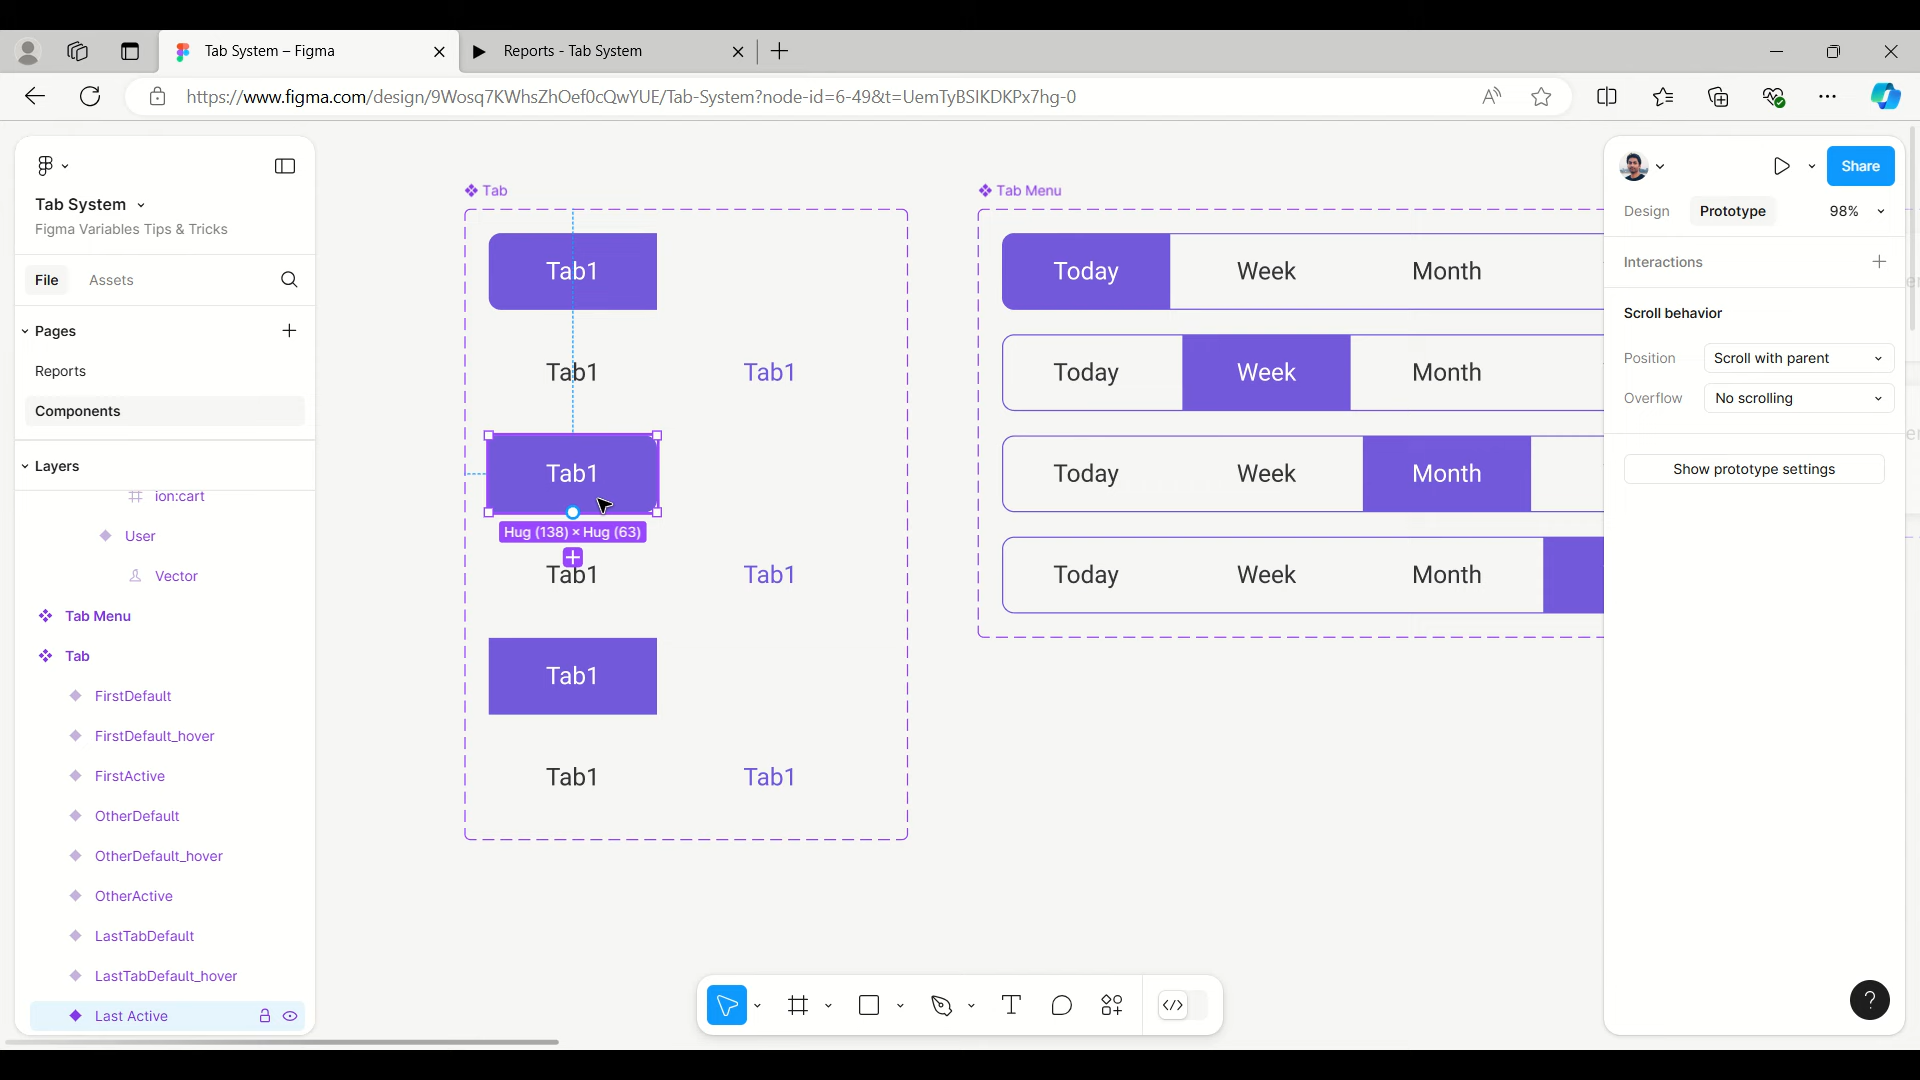 Tab System – Figma
Reports - Tab System
https://www.figma.com/design/9Wosq7KWhsZhOef0cQwYUE/Tab-System?node-id=6-49&t=UemTyBSIKDKPx7hg-0
Tab System
Figma Variables Tips & Tricks
File
Assets
Pages
Reports
Components
Layers
ion:cart
User
Vector
Tab Menu
Tab
FirstDefault
FirstDefault_hover
FirstActive
OtherDefault
OtherDefault_hover
OtherActive
LastTabDefault
LastTabDefault_hover
Last Active
Tab
Tab1
Tab1 Tab1
Tab1
Hug (138) × Hug (63)
Tab1 Tab1
Tab1
Tab1 Tab1
Tab Menu
Today Week Month
Today Week Month
Today Week Month
Today Week Month
Share
Design Prototype 98%
Interactions
Scroll behavior
Position Scroll with parent
Overflow No scrolling
Show prototype settings